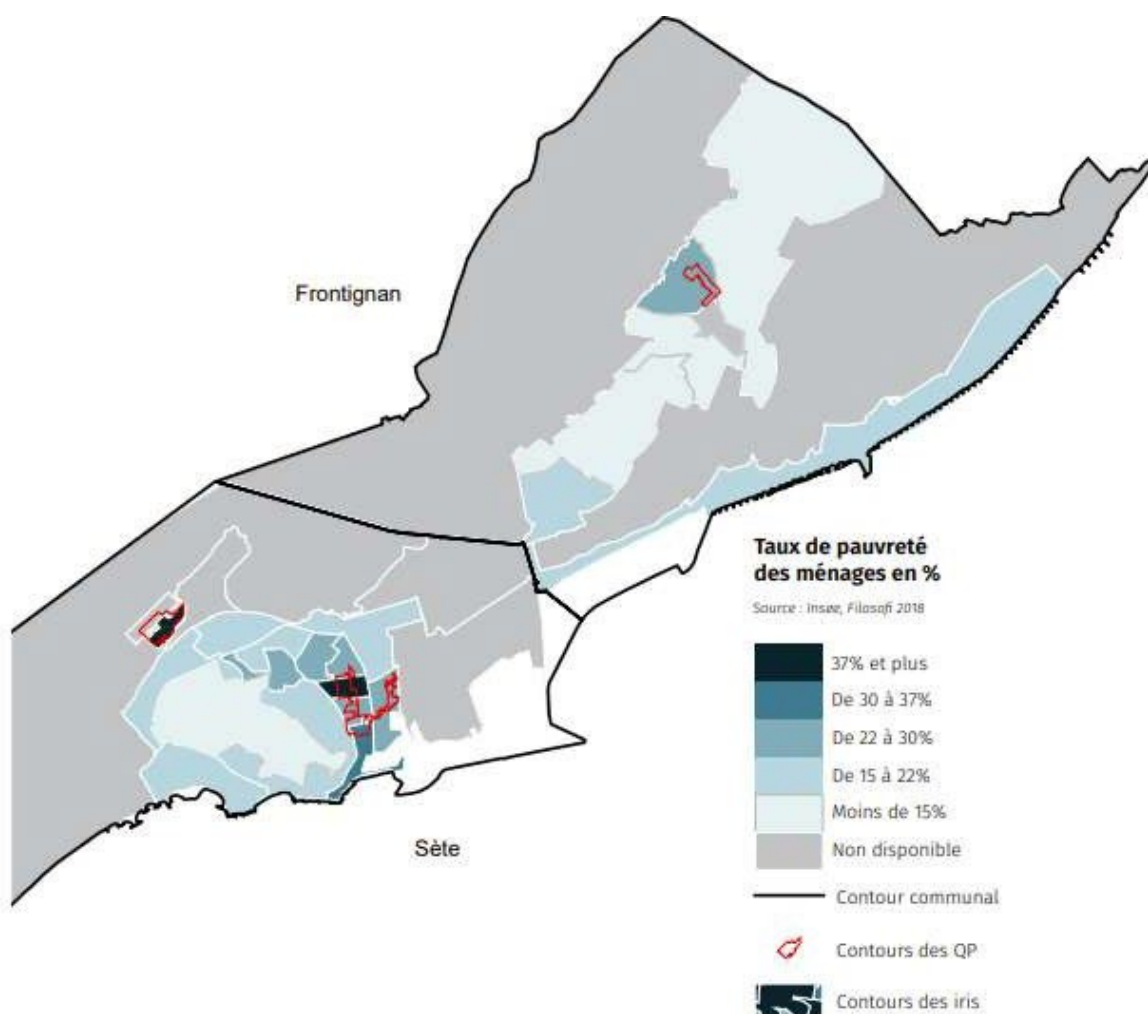 Frontignan
Sète
Taux de pauvreté
des ménages en %
Source : Insee, Filosofi 2018
37% et plus
De 30 à 37%
De 22 à 30%
De 15 à 22%
Moins de 15%
Non disponible
Contour communal
Contours des QP
Contours des iris